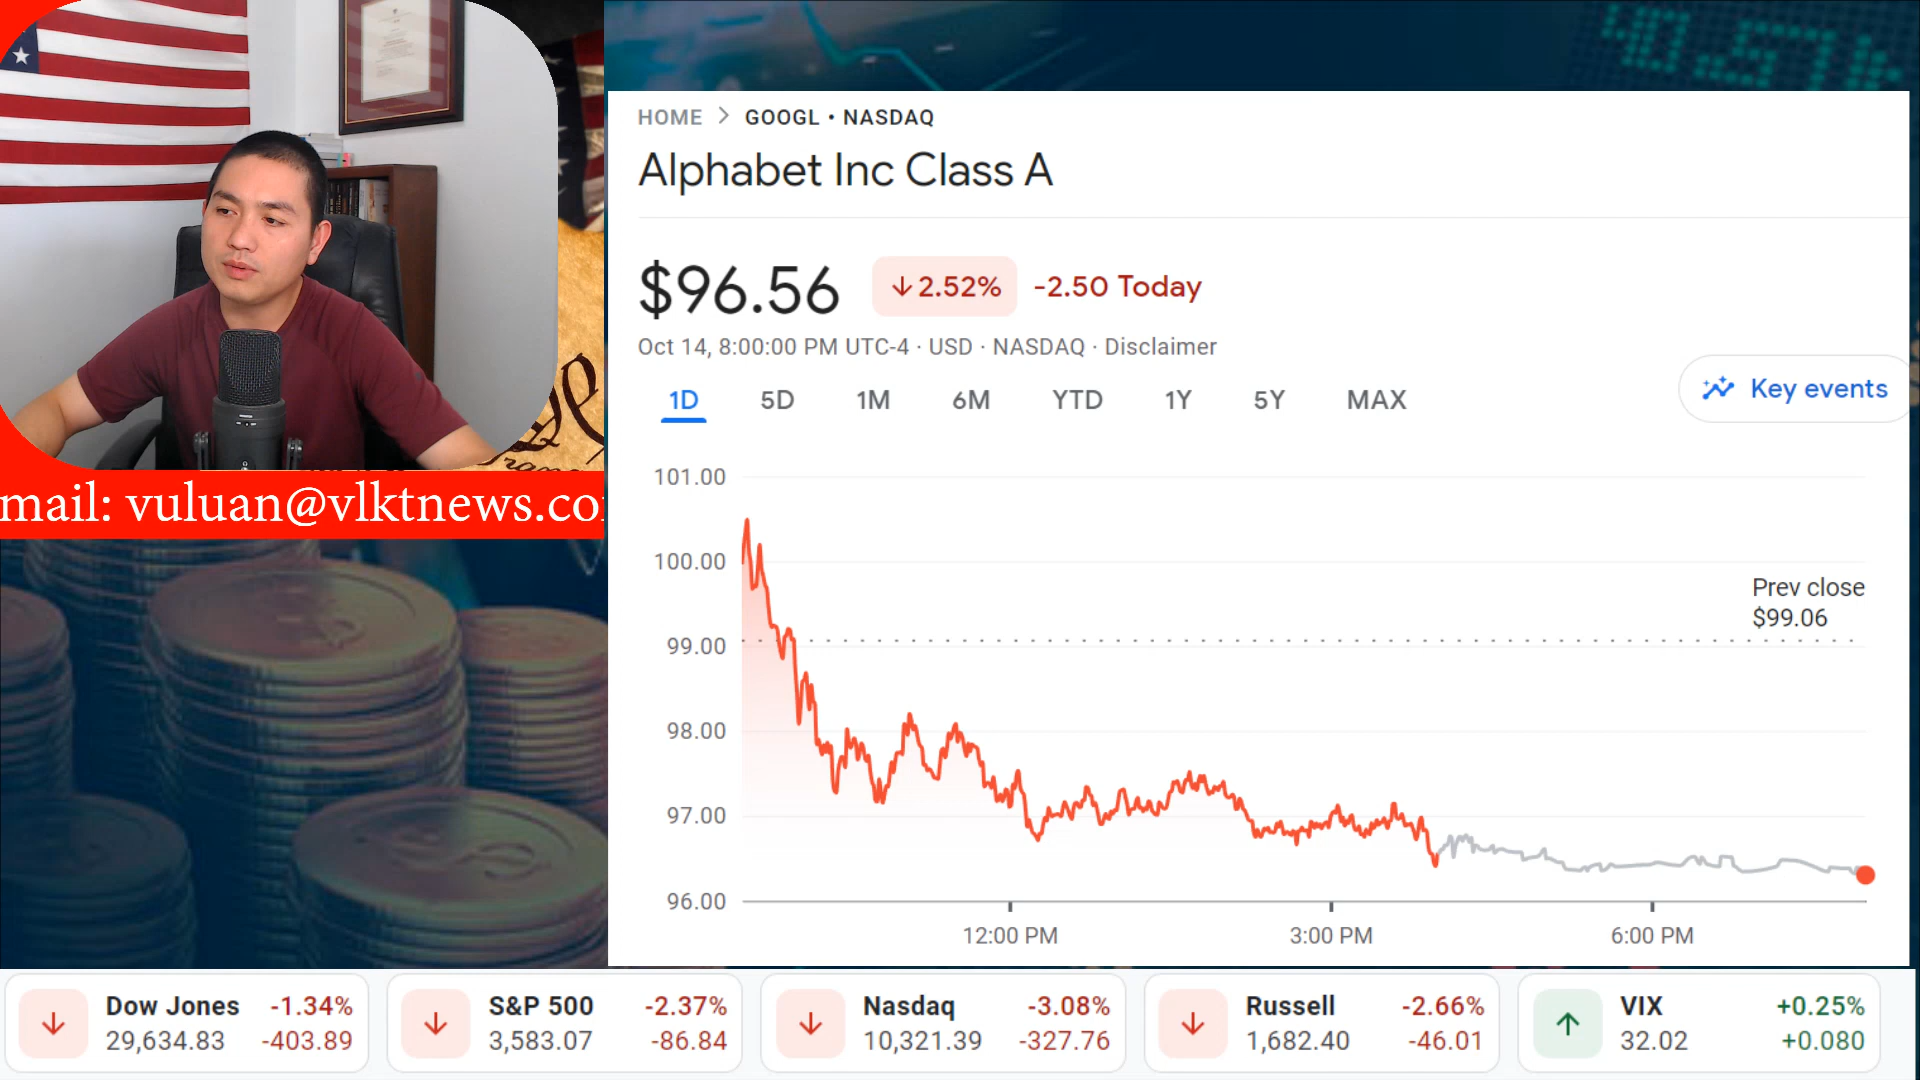 mail: vuluan@vlktnews.co
HOME > GOOGL • NASDAQ
Alphabet Inc Class A
$96.56 ↓2.52% -2.50 Today
Oct 14, 8:00:00 PM UTC-4 · USD · NASDAQ · Disclaimer
1D 5D 1M 6M YTD 1Y 5Y MAX
Key events
101.00
100.00
99.00
98.00
97.00
96.00
Prev close
$99.06
12:00 PM 3:00 PM 6:00 PM
Dow Jones -1.34%
29,634.83 -403.89
S&P 500 -2.37%
3,583.07 -86.84
Nasdaq -3.08%
10,321.39 -327.76
Russell -2.66%
1,682.40 -46.01
VIX +0.25%
32.02 +0.080